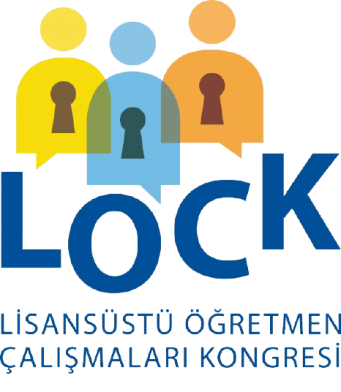 LOCK
LİSANSÜSTÜ ÖĞRETMEN
ÇALIŞMALARI KONGRESİ